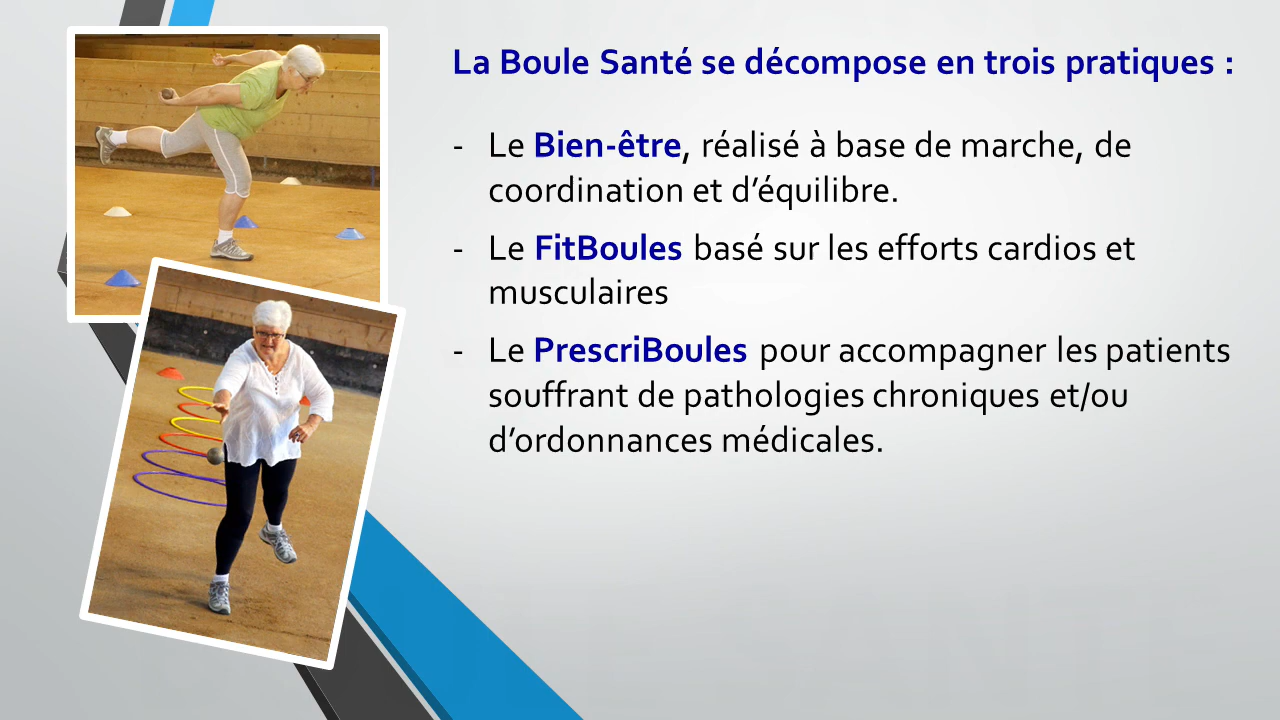 La Boule Santé se décompose en trois pratiques :
- Le Bien-être, réalisé à base de marche, de
coordination et d’équilibre.
- Le FitBoules basé sur les efforts cardios et
musculaires
- Le PrescriBoules pour accompagner les patients
souffrant de pathologies chroniques et/ou
d’ordonnances médicales.